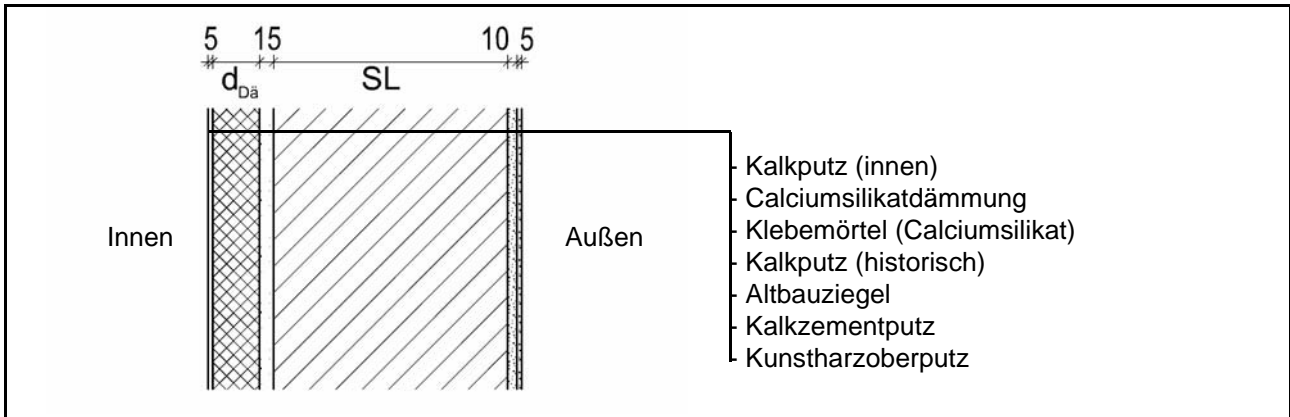 5 15 10 5
d_Dä SL
Innen
Außen
- Kalkputz (innen)
- Calciumsilikatdämmung
- Klebemörtel (Calciumsilikat)
- Kalkputz (historisch)
- Altbauziegel
- Kalkzementputz
- Kunstharzoberputz